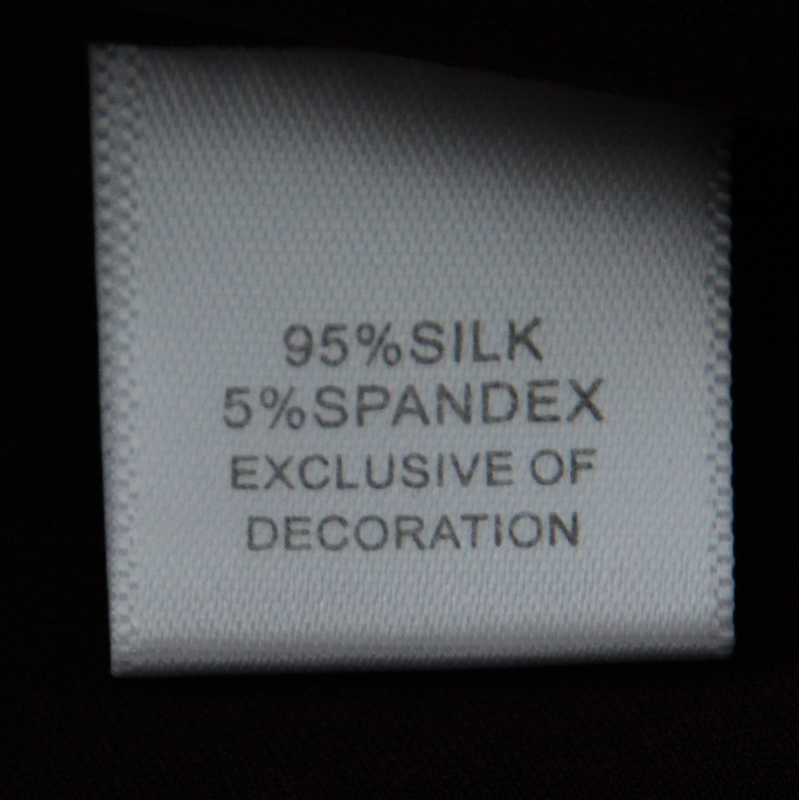 95%SILK
5%SPANDEX
EXCLUSIVE OF
DECORATION